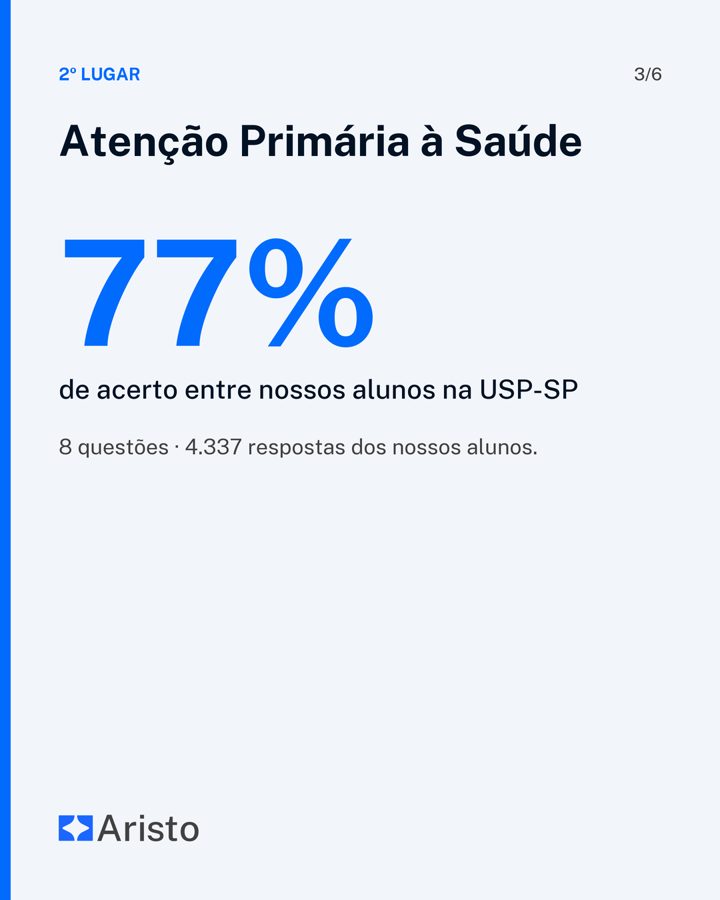 2º LUGAR
3/6
Atenção Primária à Saúde
77%
de acerto entre nossos alunos na USP-SP
8 questões · 4.337 respostas dos nossos alunos.
Aristo